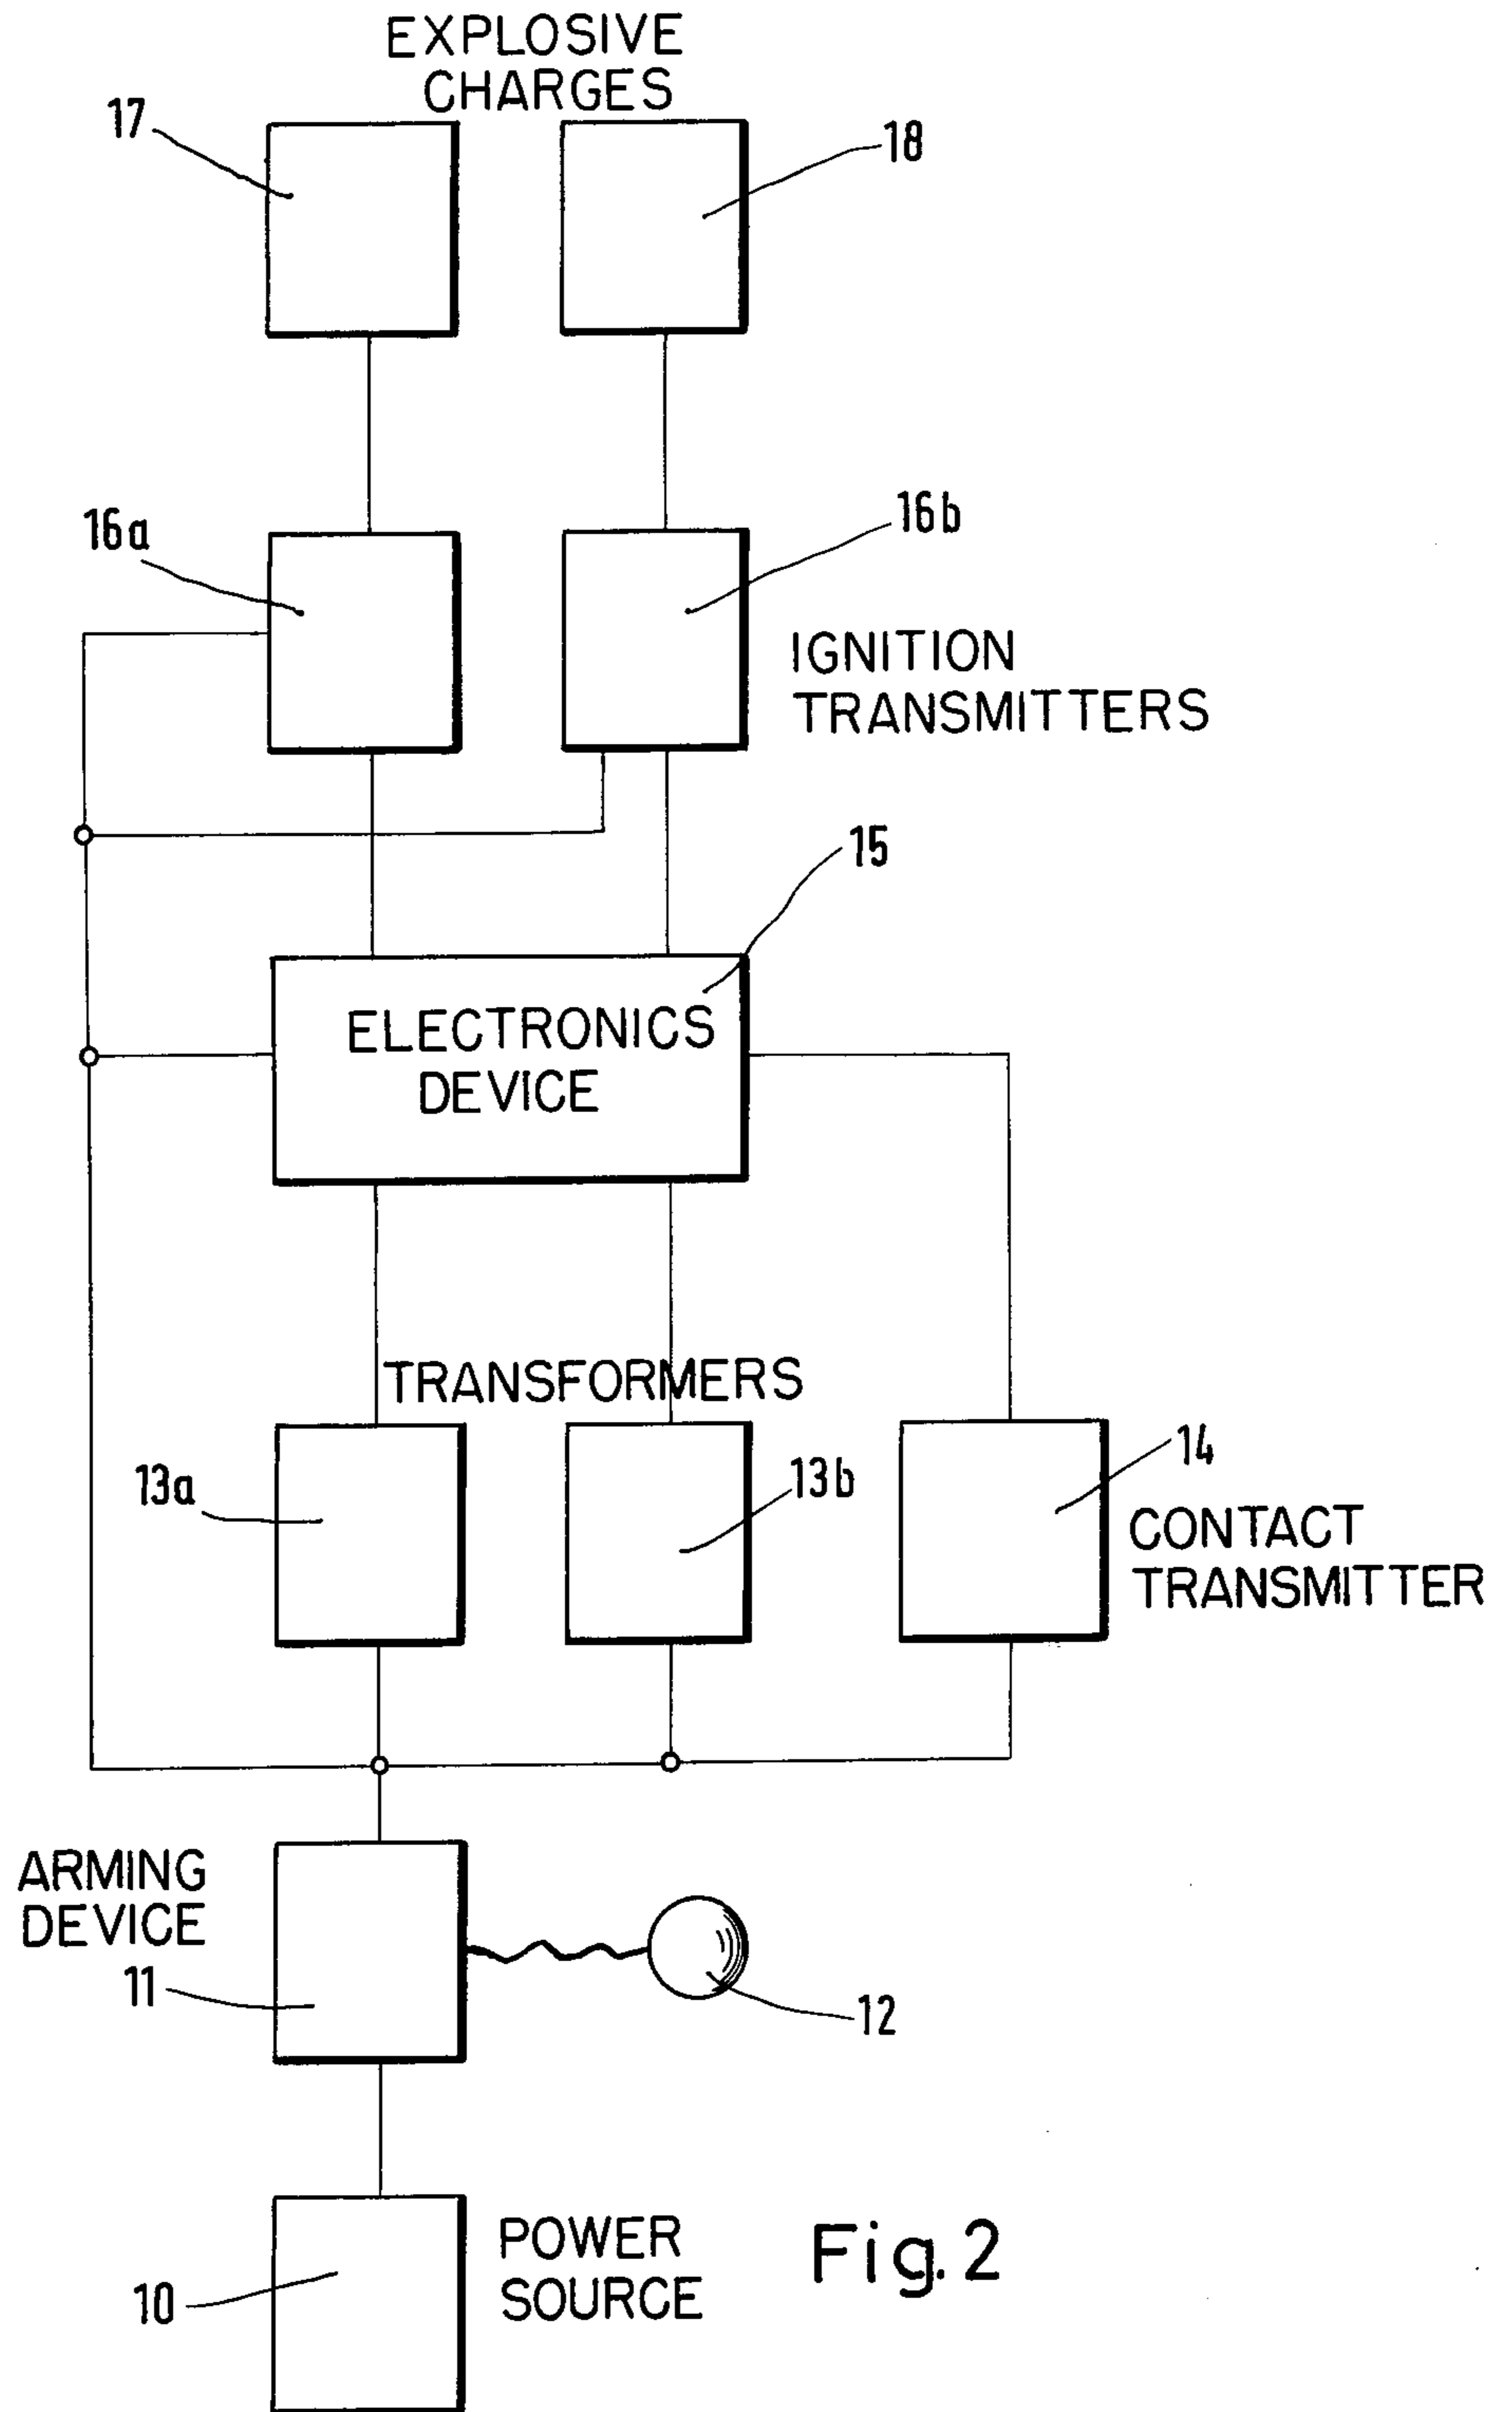 EXPLOSIVE
CHARGES
17
18
16a
16b
IGNITION
TRANSMITTERS
15
ELECTRONICS
DEVICE
TRANSFORMERS
13a
13b
14
CONTACT
TRANSMITTER
ARMING
DEVICE
11
12
POWER
SOURCE
10
Fig.2